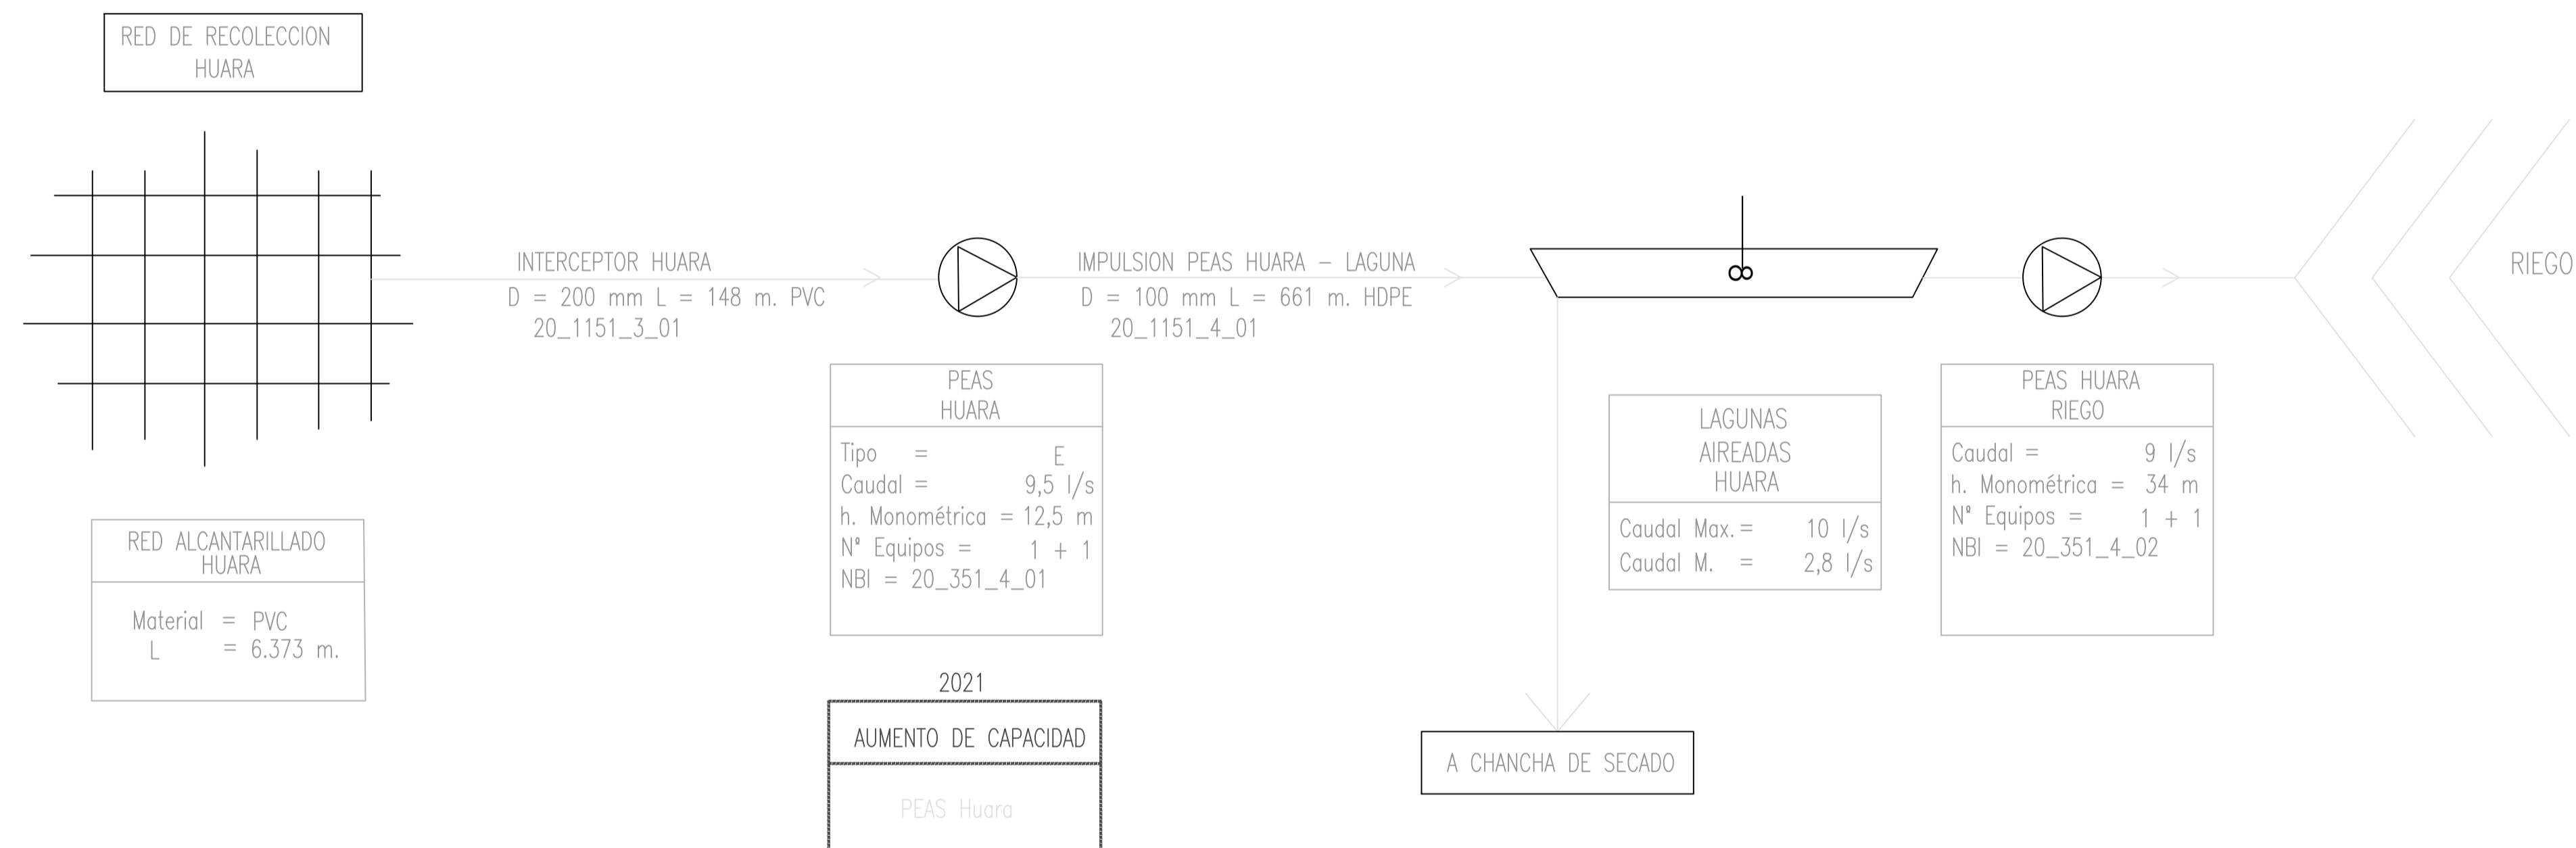 RED DE RECOLECCION
HUARA
INTERCEPTOR HUARA
D = 200 mm L = 148 m. PVC
20_1151_3_01
IMPULSION PEAS HUARA – LAGUNA
D = 100 mm L = 661 m. HDPE
20_1151_4_01
RIEGO
RED ALCANTARILLADO
HUARA
Material = PVC
L = 6.373 m.
PEAS
HUARA
Tipo = E
Caudal = 9,5 l/s
h. Monométrica = 12,5 m
N° Equipos = 1 + 1
NBI = 20_351_4_01
2021
AUMENTO DE CAPACIDAD
PEAS Huara
LAGUNAS
AIREADAS
HUARA
Caudal Max.= 10 l/s
Caudal M. = 2,8 l/s
A CHANCHA DE SECADO
PEAS HUARA
RIEGO
Caudal = 9 l/s
h. Monométrica = 34 m
N° Equipos = 1 + 1
NBI = 20_351_4_02